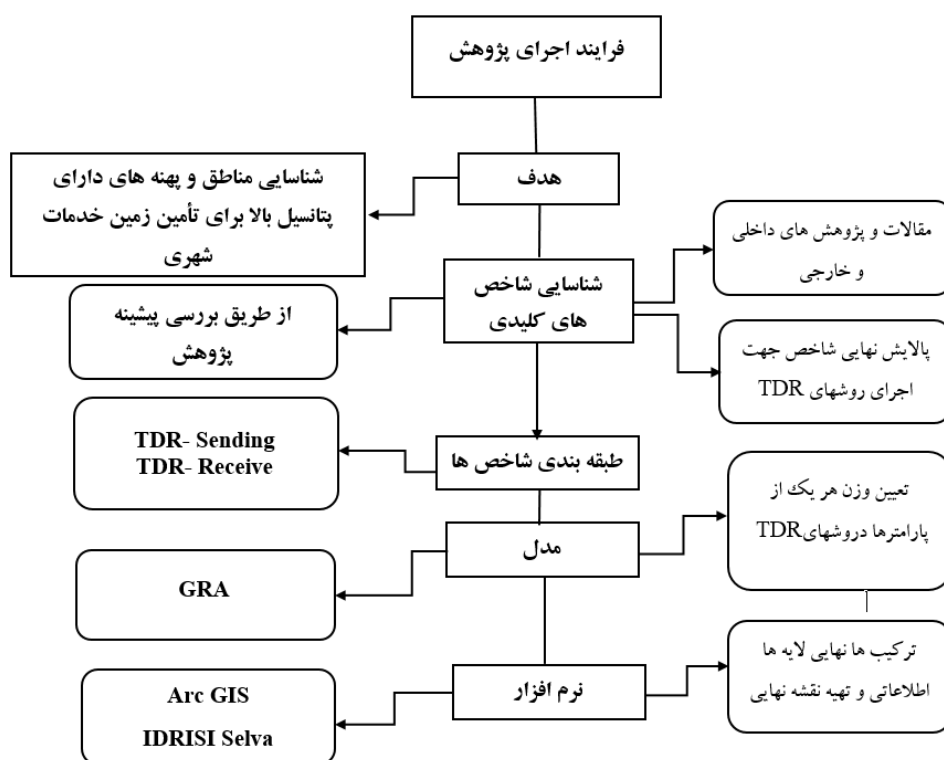 فرایند اجرای پژوهش
هدف
شناسایی مناطق و پهنه های دارای
پتانسیل بالا برای تأمین زمین خدمات
شهری
مقالات و پژوهش های داخلی
و خارجی
شناسایی شاخص
های کلیدی
از طریق بررسی پیشینه
پژوهش
پالایش نهایی شاخص جهت
اجرای روشهای TDR
طبقه بندی شاخص ها
TDR- Sending
TDR- Receive
تعیین وزن هر یک از
پارامترها دروشهایTDR
مدل
GRA
ترکیب ها نهایی لایه ها
اطلاعاتی و تهیه نقشه نهایی
نرم افزار
Arc GIS
IDRISI Selva